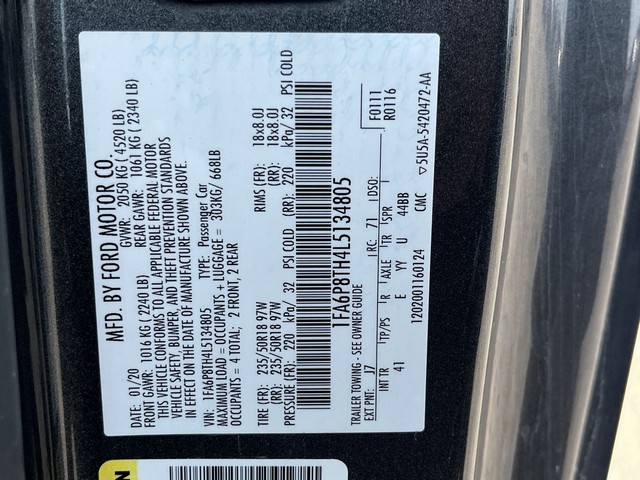 MFD. BY FORD MOTOR CO.
DATE: 01/20 GVWR: 2050 KG ( 4520 LB)
FRONT GAWR: 1016 KG (2240 LB) REAR GAWR: 1061 KG ( 2340 LB)
THIS VEHICLE CONFORMS TO ALL APPLICABLE FEDERAL MOTOR
VEHICLE SAFETY, BUMPER, AND THEFT PREVENTION STANDARDS
IN EFFECT ON THE DATE OF MANUFACTURE SHOWN ABOVE.
VIN: 1FA6P8TH4L5134805 TYPE: Passenger Car
MAXIMUM LOAD = OCCUPANTS + LUGGAGE = 303KG/ 668LB
OCCUPANTS = 4 TOTAL; 2 FRONT, 2 REAR
TIRE (FR): 235/50R18 97W RIMS (FR): 18x8.0J
(RR): 235/50R18 97W (RR): 18x8.0J
PRESSURE (FR): 220 kPa/ 32 PSI COLD (RR): 220 kPa/ 32 PSI COLD
1FA6P8TH4L5134805
TRAILER TOWING - SEE OWNER GUIDE
F0111
R0116
EXT PNT: J7 RC: 71 DSO:
INT TR TP/PS R AXLE TR SPR
41 E YY U 44BB
1202001160124 CMC ▽5U5A-5420472-AA